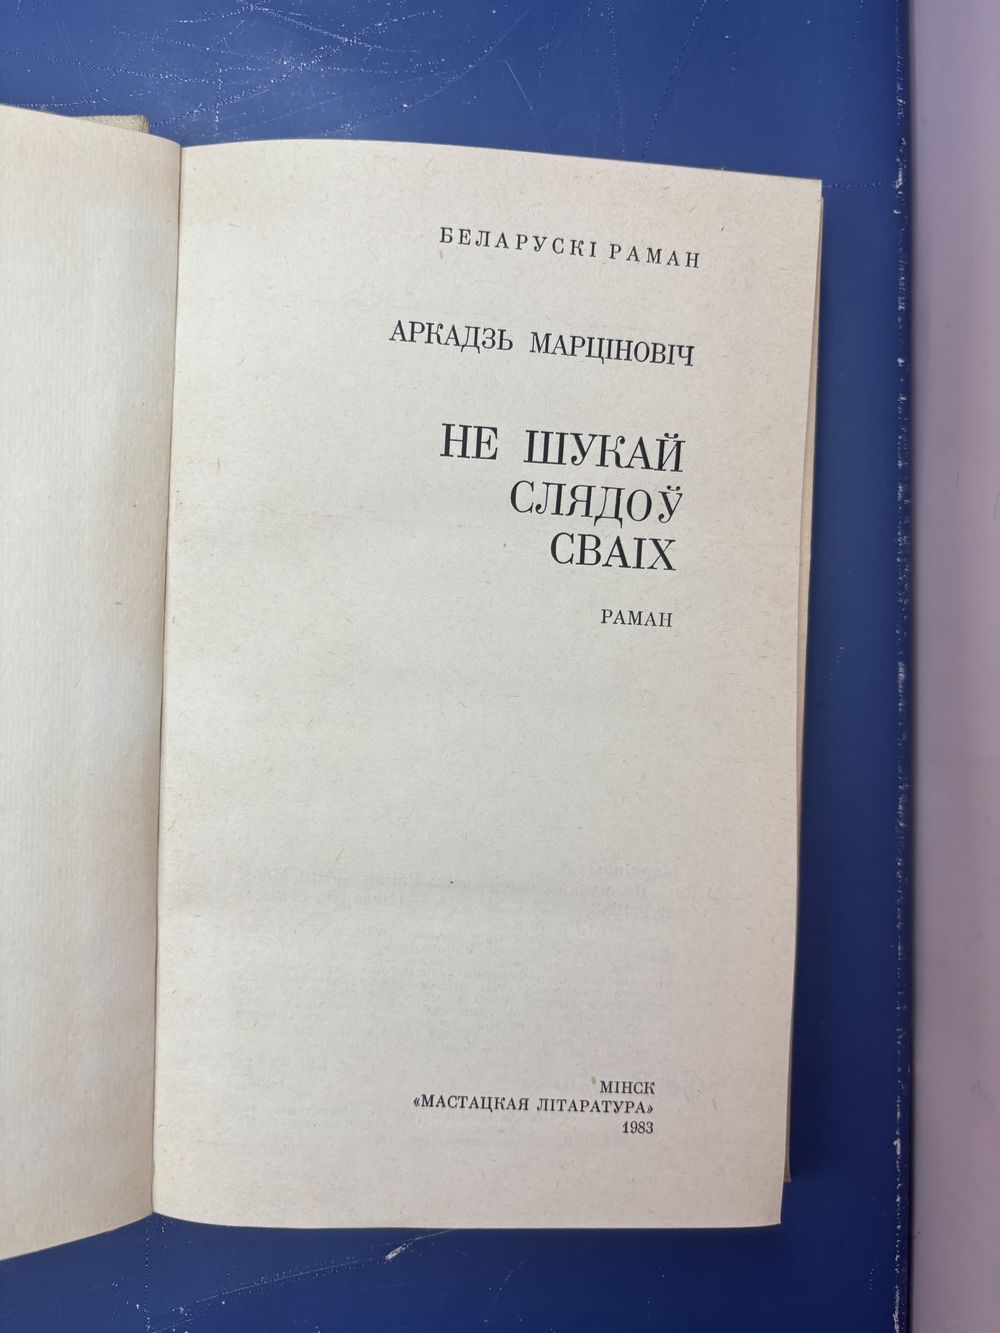 БЕЛАРУСКІ РАМАН
АРКАДЗЬ МАРЦІНОВІЧ
НЕ ШУКАЙ
СЛЯДОЎ
СВАІХ
РАМАН
МІНСК
«МАСТАЦКАЯ ЛІТАРАТУРА»
1983